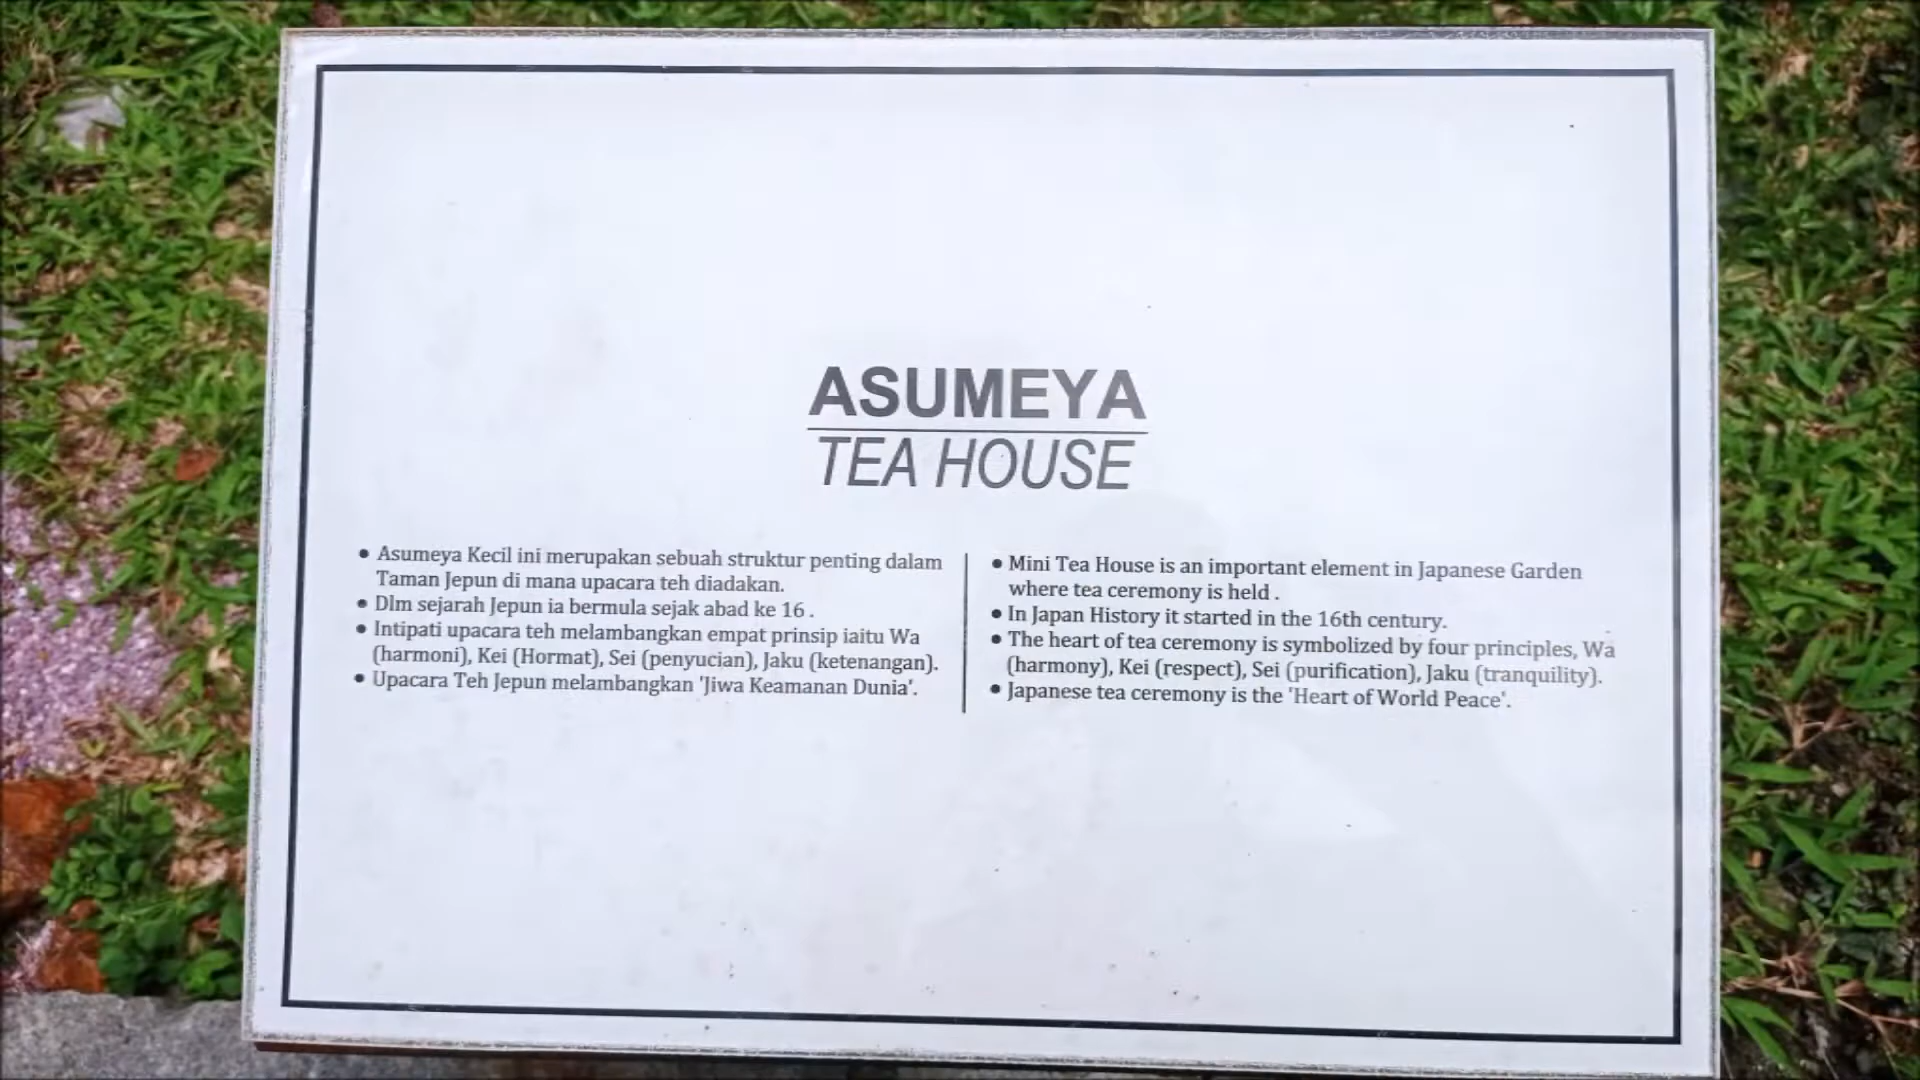 ASUMEYA
TEA HOUSE
• Asumeya Kecil ini merupakan sebuah struktur penting dalam
Taman Jepun di mana upacara teh diadakan.
• Dlm sejarah Jepun ia bermula sejak abad ke 16 .
• Intipati upacara teh melambangkan empat prinsip iaitu Wa
(harmoni), Kei (Hormat), Sei (penyucian), Jaku (ketenangan).
• Upacara Teh Jepun melambangkan 'Jiwa Keamanan Dunia'.
• Mini Tea House is an important element in Japanese Garden
where tea ceremony is held .
• In Japan History it started in the 16th century.
• The heart of tea ceremony is symbolized by four principles, Wa
(harmony), Kei (respect), Sei (purification), Jaku (tranquility).
• Japanese tea ceremony is the 'Heart of World Peace'.